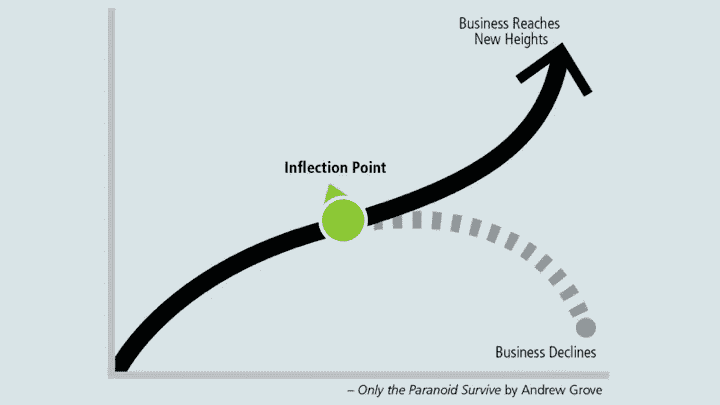 Business Reaches
New Heights
Inflection Point
Business Declines
– Only the Paranoid Survive by Andrew Grove